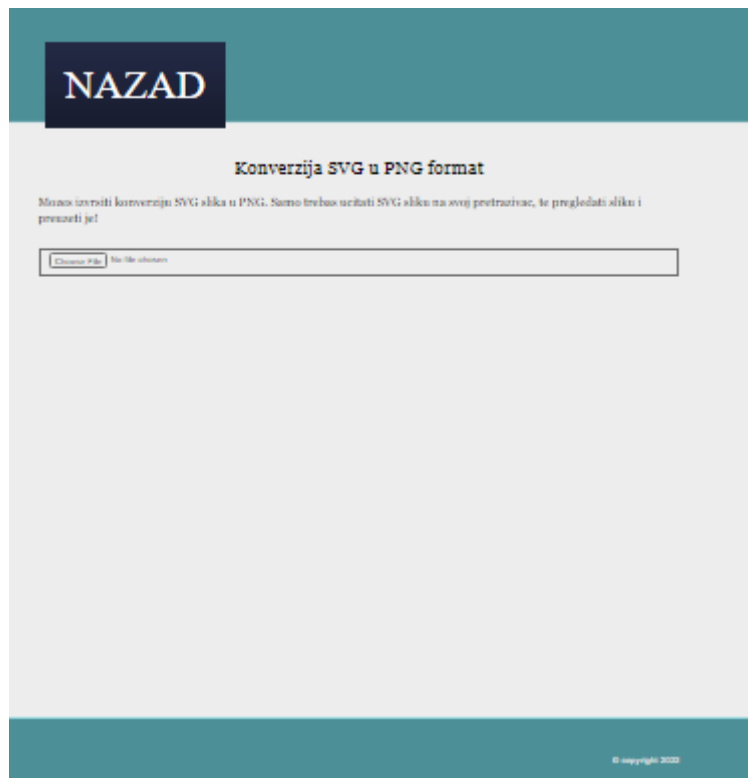 NAZAD
Konverzija SVG u PNG format
Mozes izvrsiti konverziju SVG slika u PNG. Samo trebas ucitati SVG sliku na svoj pretrazivac, te pregledati sliku i
preuzeti je!
Choose File No file chosen
© copyright